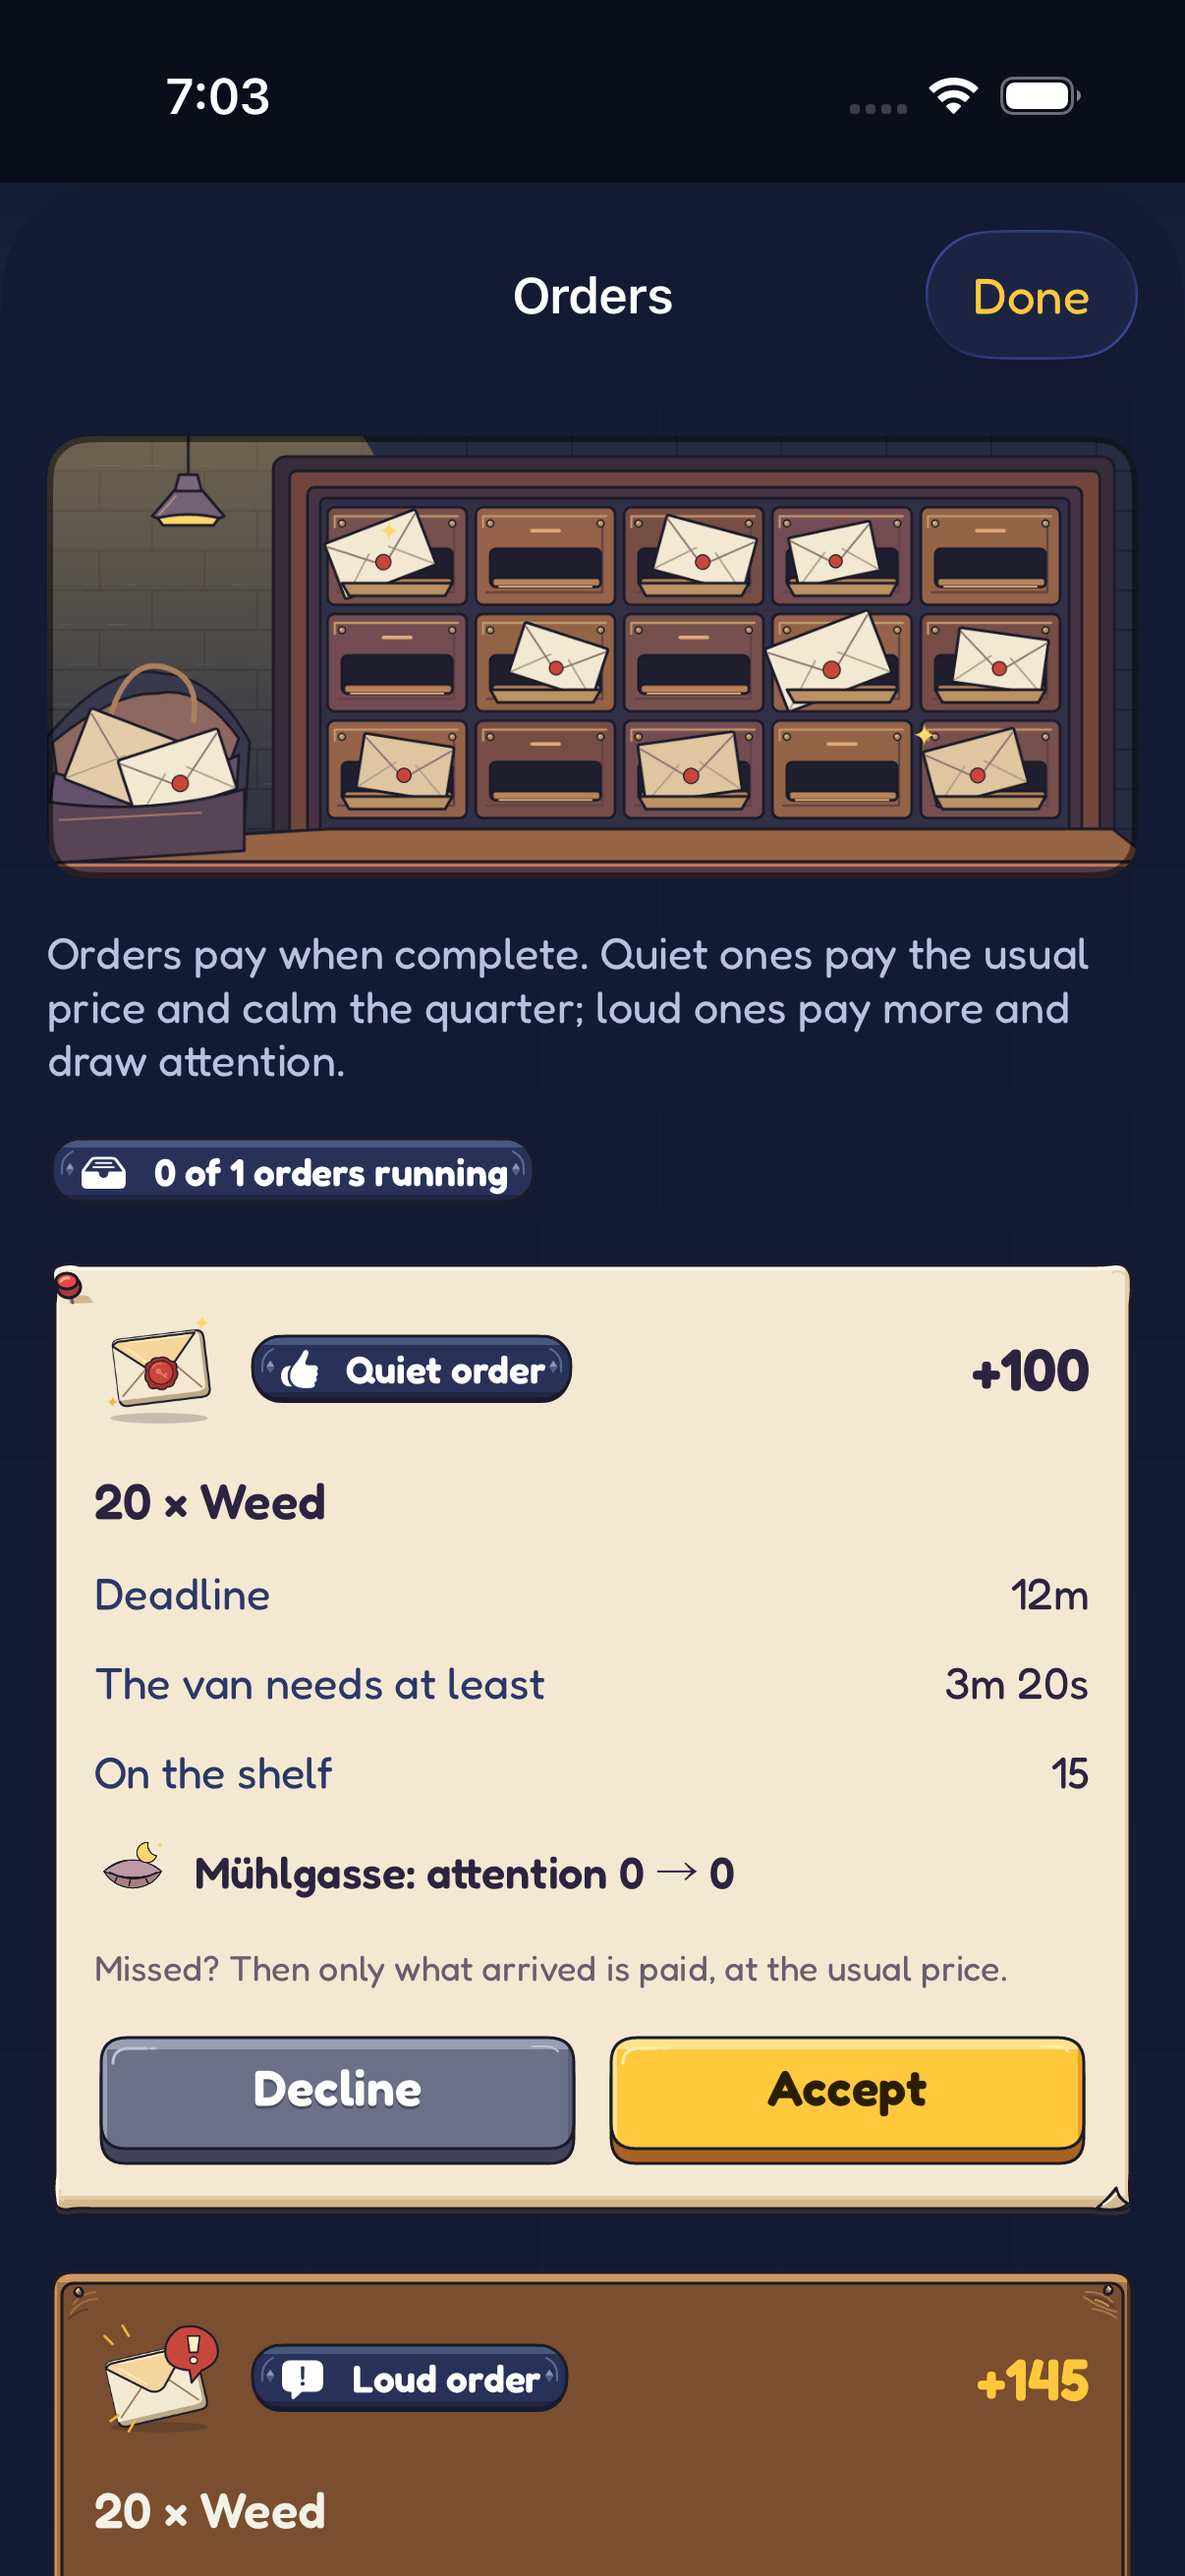 7:03
Orders
Done
Orders pay when complete. Quiet ones pay the usual
price and calm the quarter; loud ones pay more and
draw attention.
0 of 1 orders running
Quiet order
+100
20 × Weed
Deadline
12m
The van needs at least
3m 20s
On the shelf
15
Mühlgasse: attention 0 → 0
Missed? Then only what arrived is paid, at the usual price.
Decline
Accept
Loud order
+145
20 × Weed